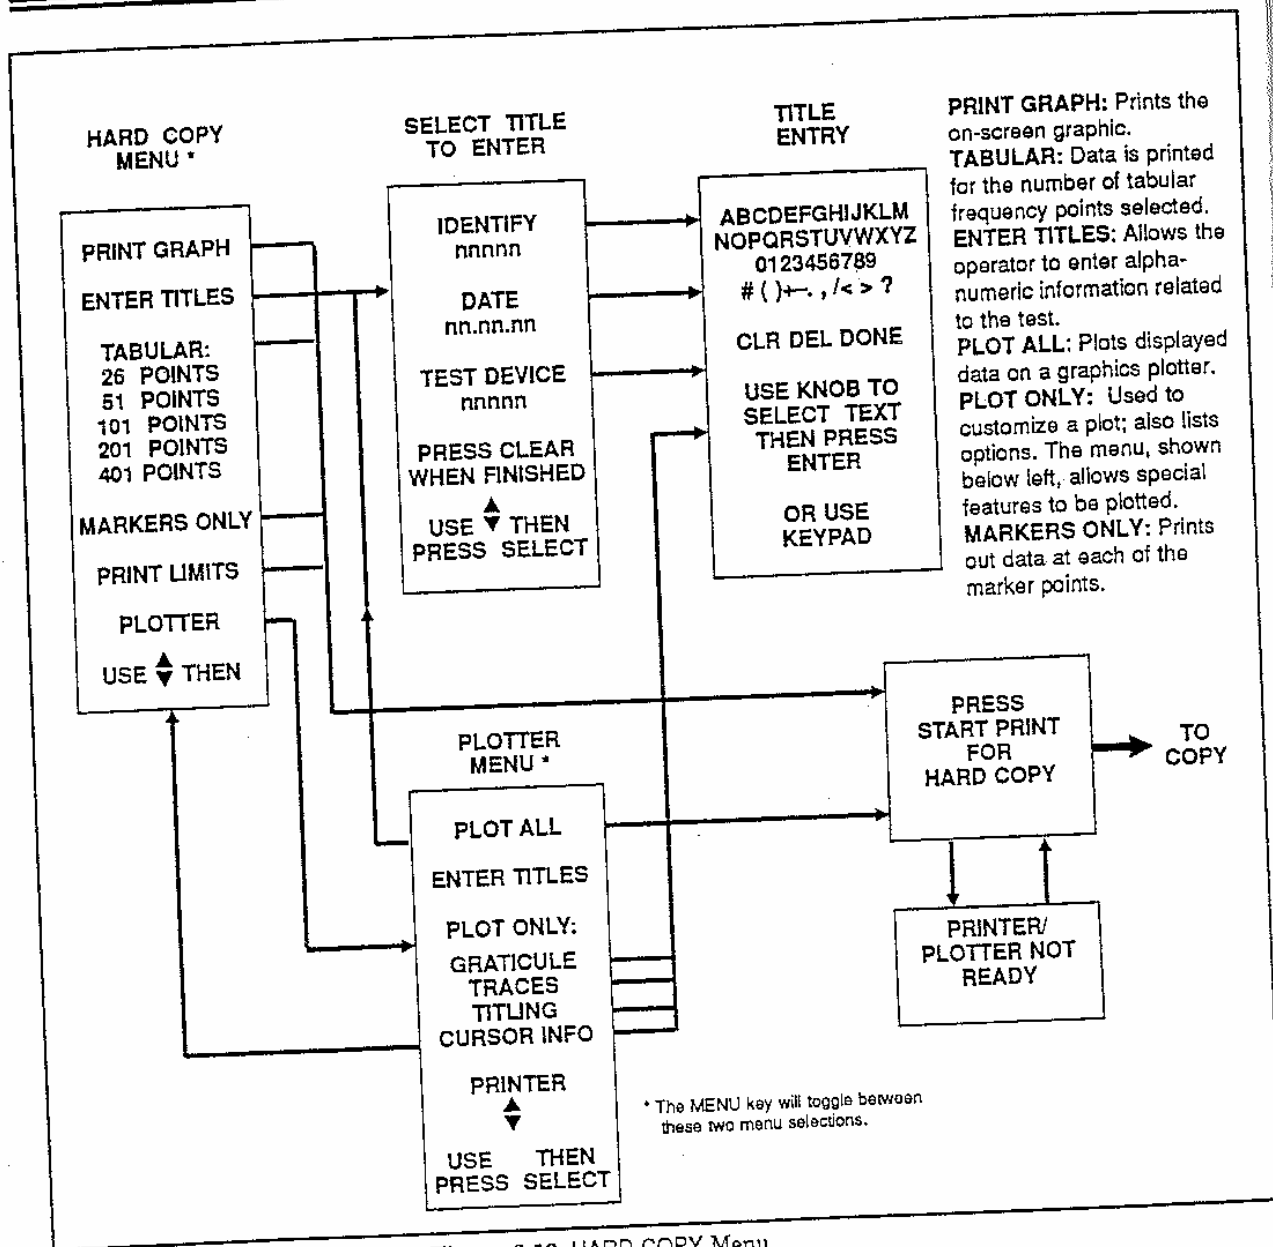 HARD COPY
MENU *
PRINT GRAPH
ENTER TITLES
TABULAR:
26 POINTS
51 POINTS
101 POINTS
201 POINTS
401 POINTS
MARKERS ONLY
PRINT LIMITS
PLOTTER
USE ▲▼ THEN
SELECT TITLE
TO ENTER
IDENTIFY
nnnnn
DATE
nn.nn.nn
TEST DEVICE
nnnnn
PRESS CLEAR
WHEN FINISHED
USE ▲▼ THEN
PRESS SELECT
TITLE
ENTRY
ABCDEFGHIJKLM
NOPQRSTUVWXYZ
0123456789
# ( )+–. , /< > ?
CLR DEL DONE
USE KNOB TO
SELECT TEXT
THEN PRESS
ENTER
OR USE
KEYPAD
PRINT GRAPH: Prints the
on-screen graphic.
TABULAR: Data is printed
for the number of tabular
frequency points selected.
ENTER TITLES: Allows the
operator to enter alpha-
numeric information related
to the test.
PLOT ALL: Plots displayed
data on a graphics plotter.
PLOT ONLY: Used to
customize a plot; also lists
options. The menu, shown
below left, allows special
features to be plotted.
MARKERS ONLY: Prints
out data at each of the
marker points.
PLOTTER
MENU *
PLOT ALL
ENTER TITLES
PLOT ONLY:
GRATICULE
TRACES
TITLING
CURSOR INFO
PRINTER
▲
▼
USE THEN
PRESS SELECT
PRESS
START PRINT
FOR
HARD COPY
TO
COPY
PRINTER/
PLOTTER NOT
READY
* The MENU key will toggle between
these two menu selections.
HARD COPY Menu